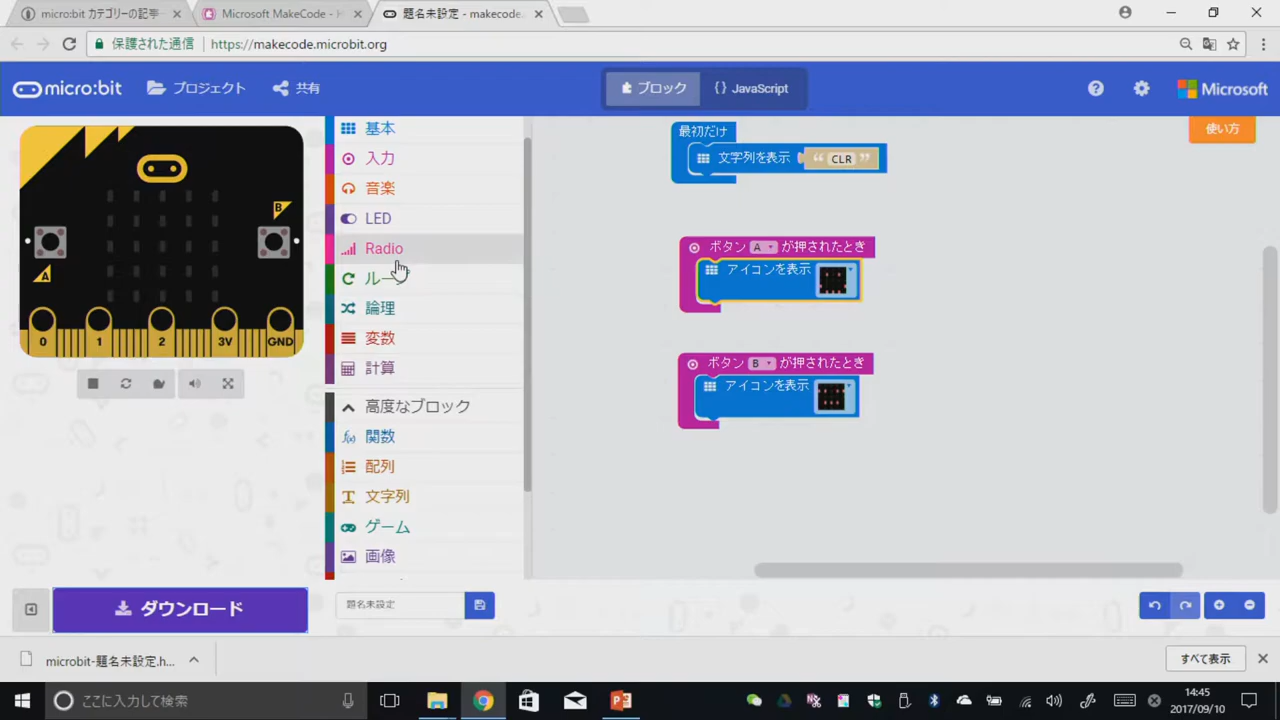 micro:bit カテゴリーの記事
Microsoft MakeCode -
題名未設定 - makecode.
保護された通信
https://makecode.microbit.org
micro:bit
プロジェクト
共有
ブロック
{} JavaScript
Microsoft
使い方
A
B
0
1
2
3V
GND
基本
入力
音楽
LED
Radio
ループ
論理
変数
計算
高度なブロック
関数
配列
文字列
ゲーム
画像
最初だけ
文字列を表示 “ CLR ”
ボタン A が押されたとき
アイコンを表示
ボタン B が押されたとき
アイコンを表示
ダウンロード
題名未設定
microbit-題名未設定.h...
すべて表示
ここに入力して検索
14:45
2017/09/10